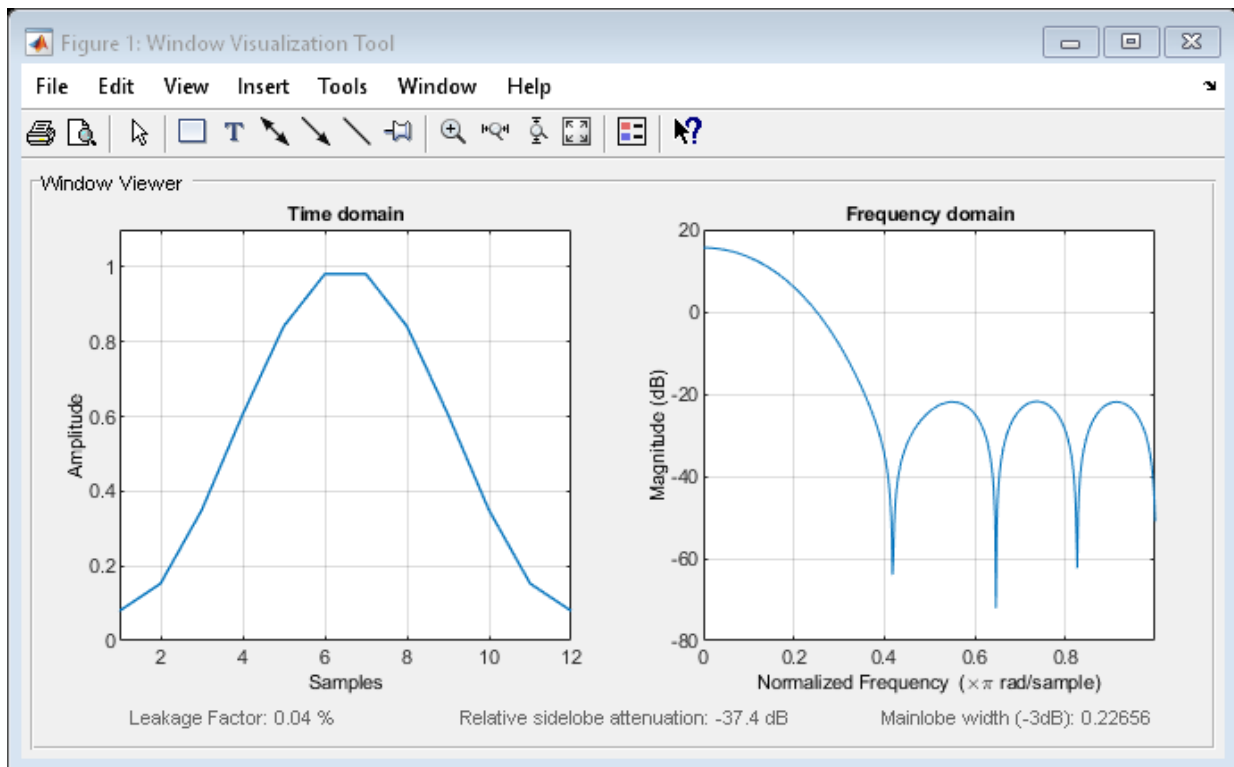 Figure 1: Window Visualization Tool
File Edit View Insert Tools Window Help
T
?
Window Viewer
Time domain
1
0.8
0.6
0.4
0.2
0
Amplitude
2 4 6 8 10 12
Samples
Frequency domain
20
0
-20
-40
-60
-80
Magnitude (dB)
0 0.2 0.4 0.6 0.8
Normalized Frequency (×π rad/sample)
Leakage Factor: 0.04 % Relative sidelobe attenuation: -37.4 dB Mainlobe width (-3dB): 0.22656